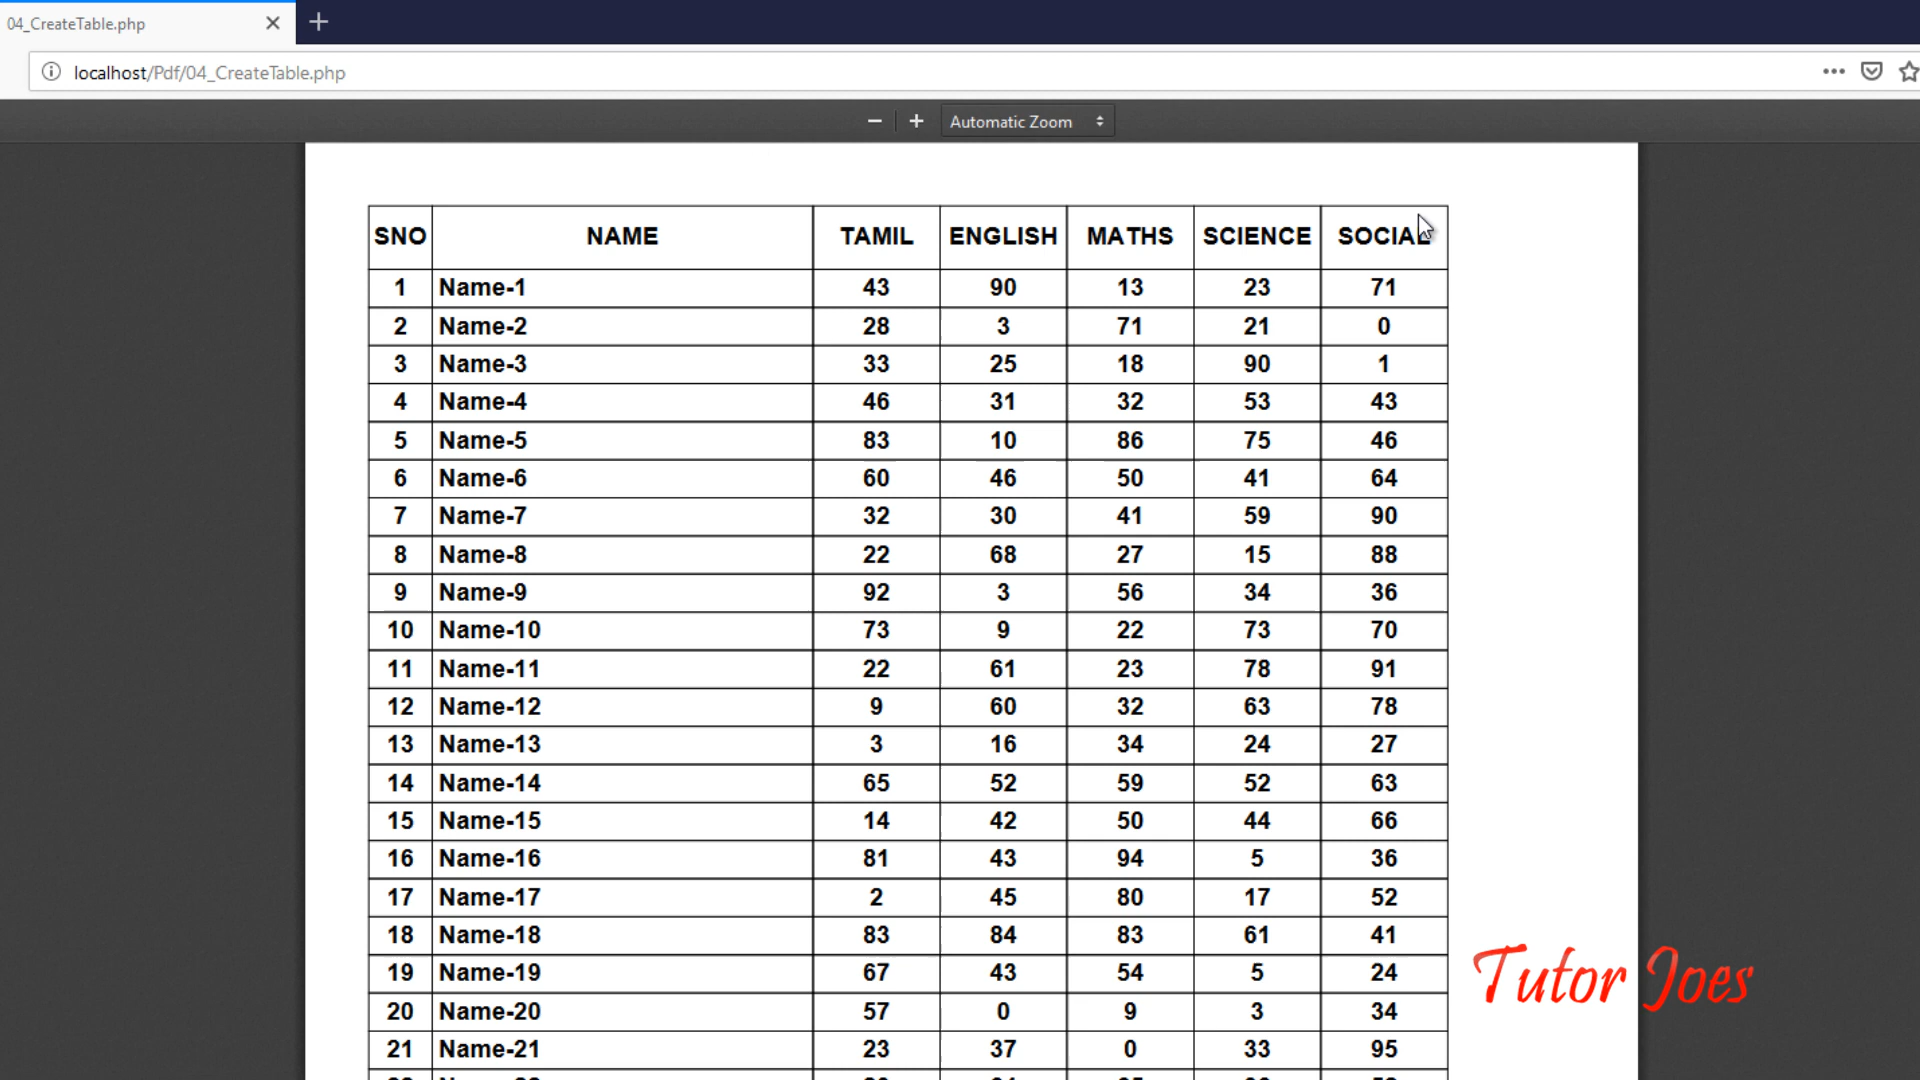 04_CreateTable.php
localhost/Pdf/04_CreateTable.php
Automatic Zoom
SNO NAME TAMIL ENGLISH MATHS SCIENCE SOCIAL
1 Name-1 43 90 13 23 71
2 Name-2 28 3 71 21 0
3 Name-3 33 25 18 90 1
4 Name-4 46 31 32 53 43
5 Name-5 83 10 86 75 46
6 Name-6 60 46 50 41 64
7 Name-7 32 30 41 59 90
8 Name-8 22 68 27 15 88
9 Name-9 92 3 56 34 36
10 Name-10 73 9 22 73 70
11 Name-11 22 61 23 78 91
12 Name-12 9 60 32 63 78
13 Name-13 3 16 34 24 27
14 Name-14 65 52 59 52 63
15 Name-15 14 42 50 44 66
16 Name-16 81 43 94 5 36
17 Name-17 2 45 80 17 52
18 Name-18 83 84 83 61 41
19 Name-19 67 43 54 5 24
20 Name-20 57 0 9 3 34
21 Name-21 23 37 0 33 95
Tutor Joes